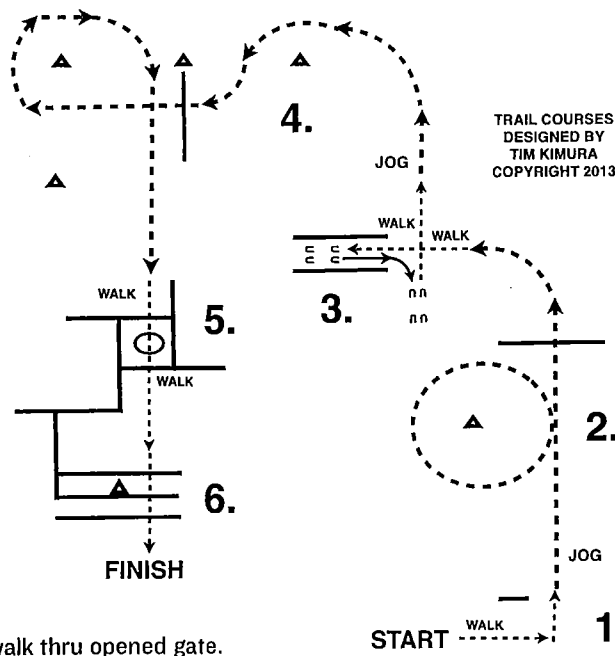 4.
TRAIL COURSES
DESIGNED BY
TIM KIMURA
COPYRIGHT 2013
JOG
WALK
WALK
3.
WALK
5.
WALK
2.
6.
JOG
FINISH
WALK
START
1
walk thru opened gate.